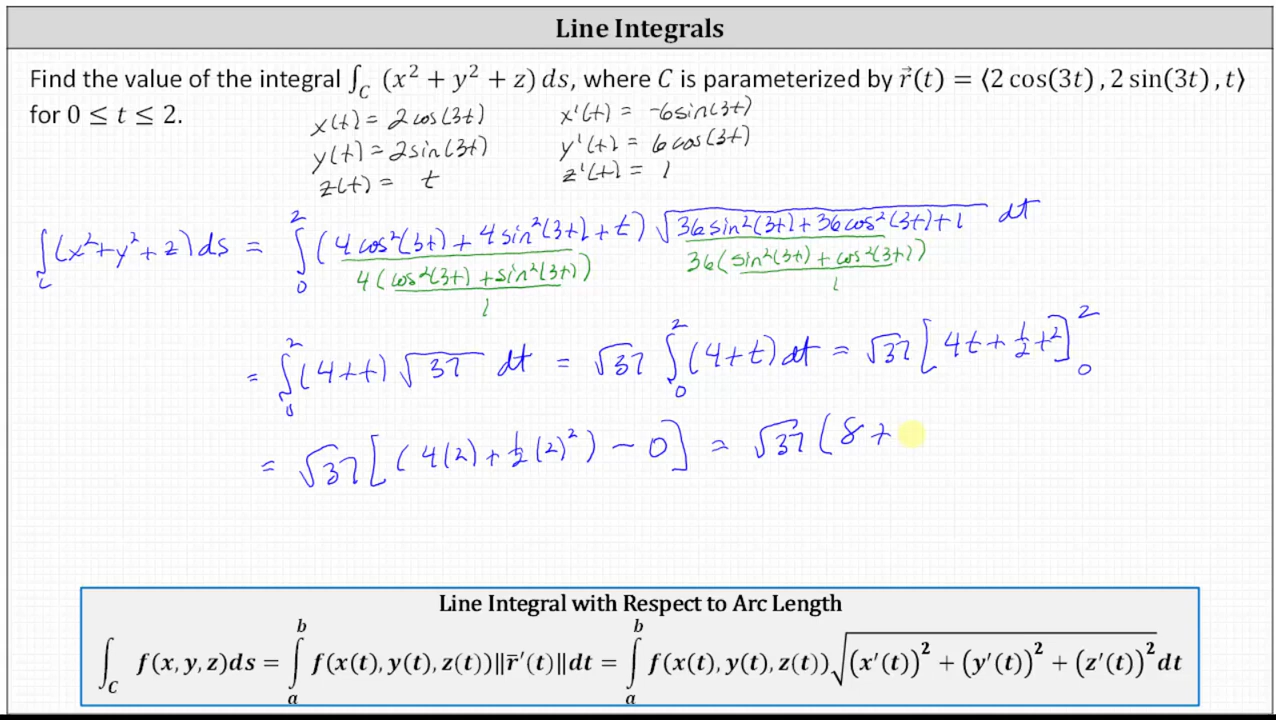 Line Integrals
Find the value of the integral ∫_C (x² + y² + z) ds, where C is parameterized by r⃗(t) = ⟨2 cos(3t), 2 sin(3t), t⟩
for 0 ≤ t ≤ 2.
x(t) = 2cos(3t) x'(t) = -6sin(3t)
y(t) = 2sin(3t) y'(t) = 6cos(3t)
z(t) = t z'(t) = 1
∫_C (x² + y² + z) ds = ∫_0^2 (4cos²(3t) + 4sin²(3t) + t) √(36sin²(3t) + 36cos²(3t) + 1) dt
4(cos²(3t) + sin²(3t)) 36(sin²(3t) + cos²(3t))
1 1
= ∫_0^2 (4+t) √37 dt = √37 ∫_0^2 (4+t) dt = √37 [4t + ½t²]_0^2
= √37 [(4(2) + ½(2)²) - 0] = √37 (8 +
Line Integral with Respect to Arc Length
∫_C f(x, y, z)ds = ∫_a^b f(x(t), y(t), z(t))‖r̄′(t)‖dt = ∫_a^b f(x(t), y(t), z(t))√((x′(t))² + (y′(t))² + (z′(t))²) dt